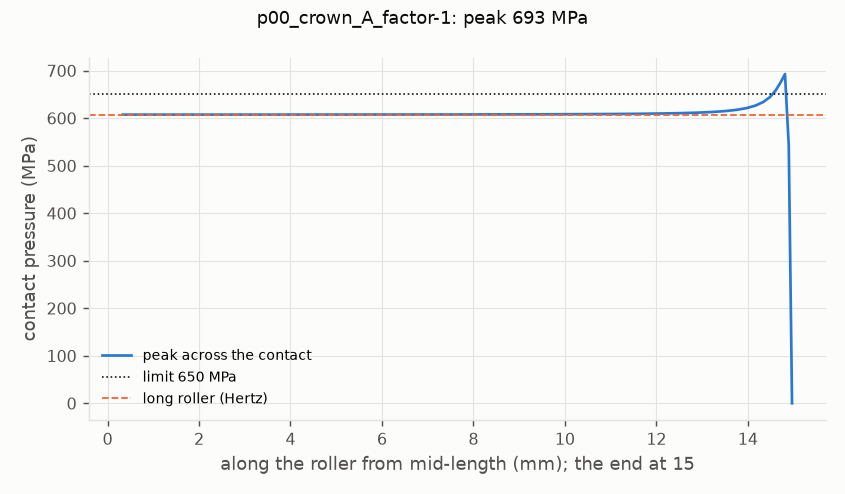 p00_crown_A_factor-1: peak 693 MPa
contact pressure (MPa)
700
600
500
400
300
200
100
0
peak across the contact
limit 650 MPa
long roller (Hertz)
0 2 4 6 8 10 12 14
along the roller from mid-length (mm); the end at 15